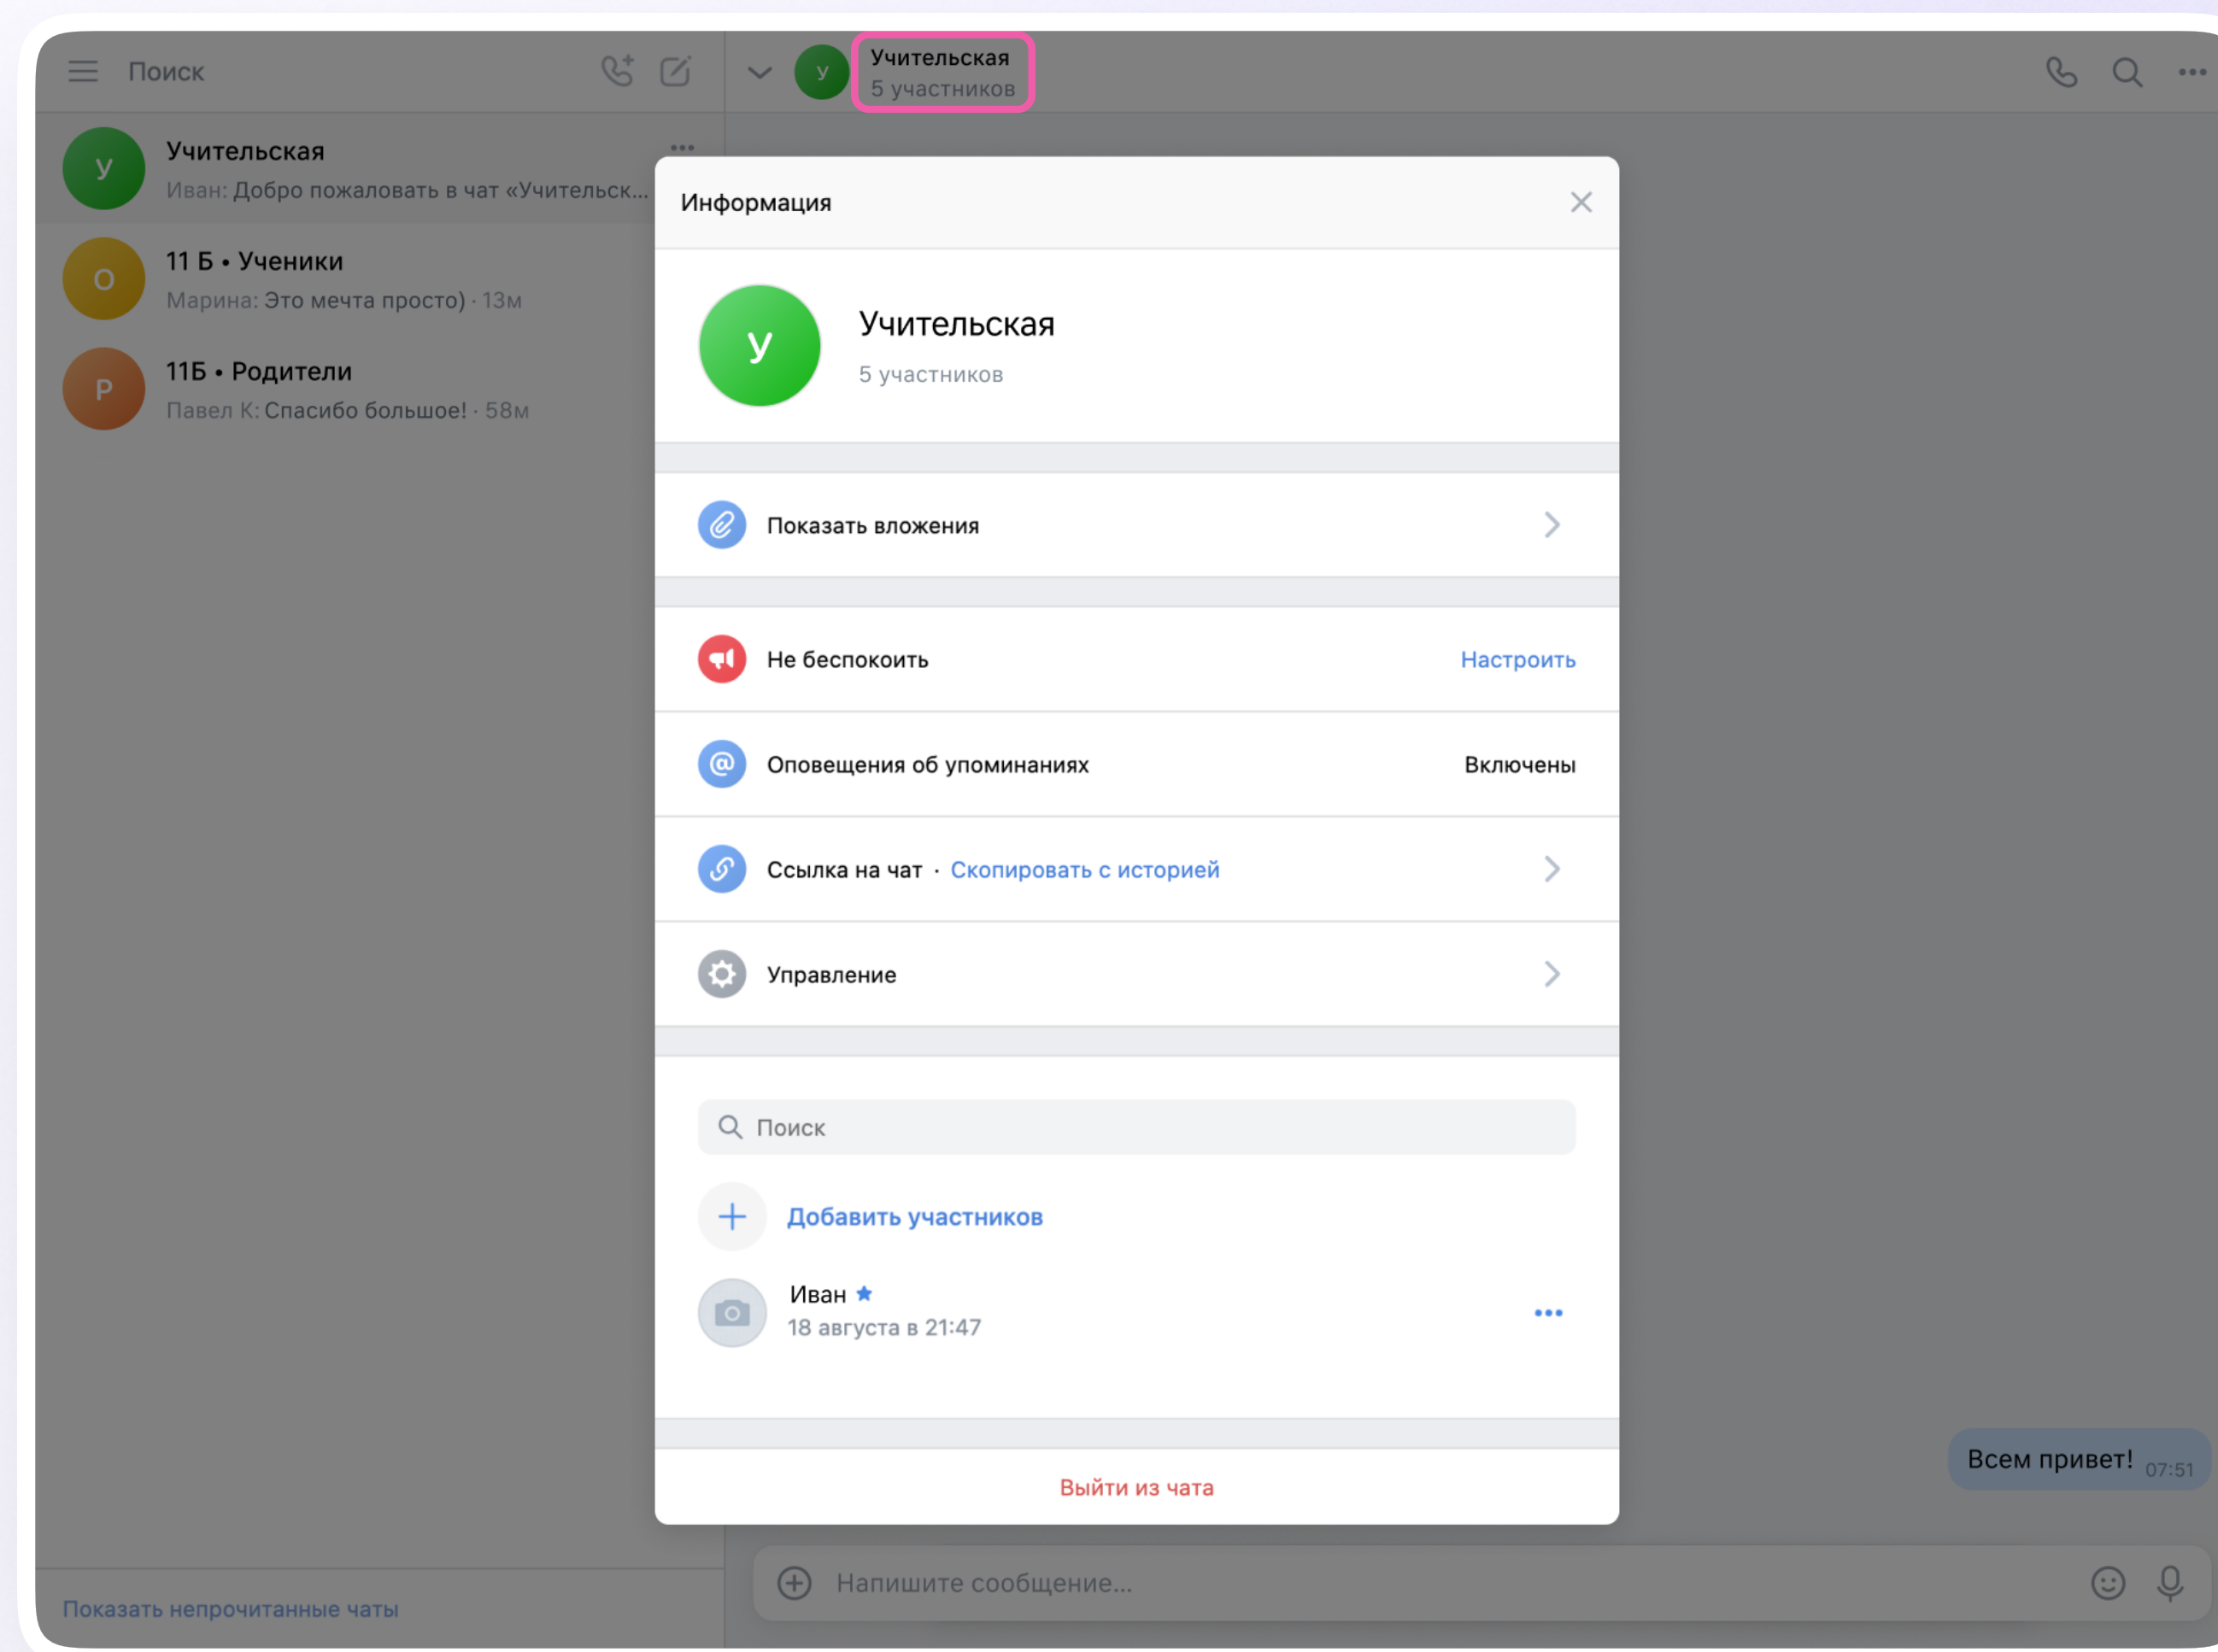 Поиск
У
Учительская
5 участников
У
Учительская
Иван: Добро пожаловать в чат «Учительск...
О
11 Б • Ученики
Марина: Это мечта просто) · 13м
Р
11Б • Родители
Павел К: Спасибо большое! · 58м
Показать непрочитанные чаты
Информация
У
Учительская
5 участников
Показать вложения
Не беспокоить
Настроить
Оповещения об упоминаниях
Включены
Ссылка на чат · Скопировать с историей
Управление
Поиск
Добавить участников
Иван
18 августа в 21:47
Выйти из чата
Всем привет! 07:51
Напишите сообщение...